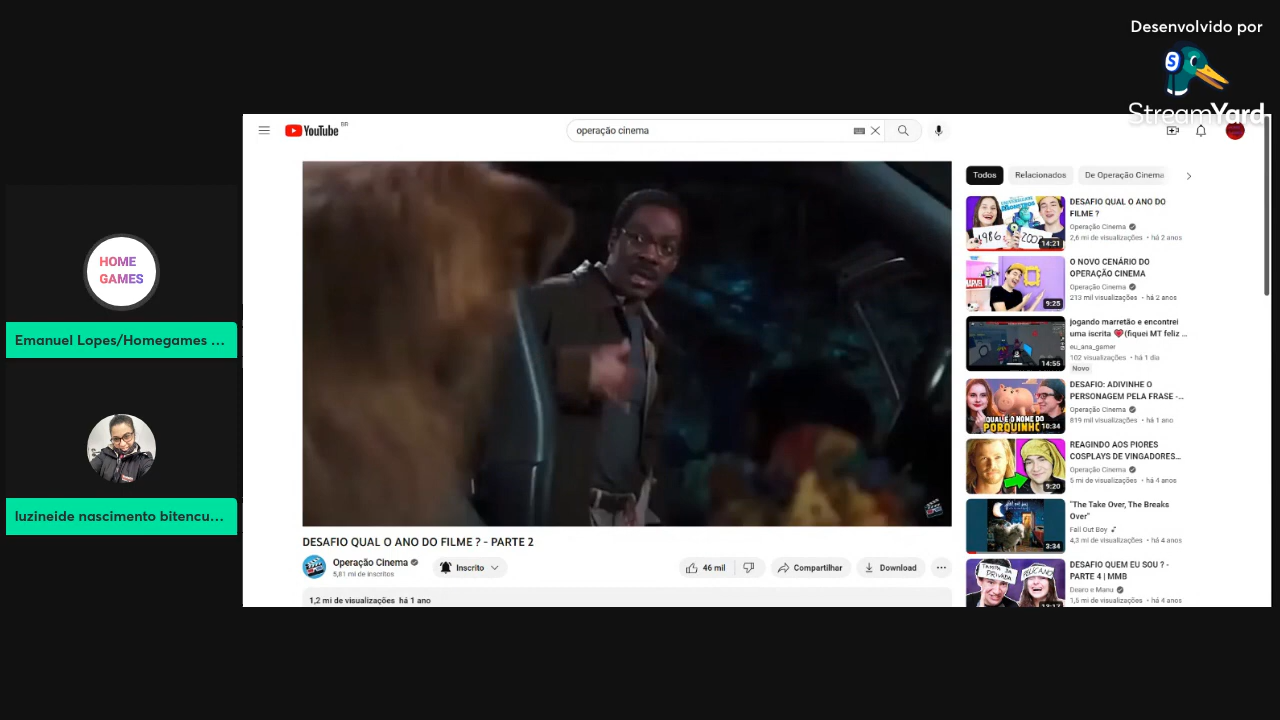 Desenvolvido por
StreamYard
YouTube
BR
operação cinema
HOME
GAMES
Emanuel Lopes/Homegames ...
luzineide nascimento bitencu...
DESAFIO QUAL O ANO DO FILME ? - PARTE 2
Operação Cinema
5,81 mi de inscritos
Inscrito
46 mil
Compartilhar
Download
1,2 mi de visualizações há 1 ano
Todos
Relacionados
De Operação Cinema
1986
2002
14:21
DESAFIO QUAL O ANO DO
FILME ?
Operação Cinema
2,6 mi de visualizações • há 2 anos
MARVEL
9:25
O NOVO CENÁRIO DO
OPERAÇÃO CINEMA
Operação Cinema
213 mil visualizações • há 2 anos
14:55
jogando marretão e encontrei
uma iscrita ❤(fiquei MT feliz ...
eu_ana_gamer
102 visualizações • há 1 dia
Novo
QUAL É O NOME DO
PORQUINHO
10:34
DESAFIO: ADIVINHE O
PERSONAGEM PELA FRASE -...
Operação Cinema
819 mil visualizações • há 1 ano
9:20
REAGINDO AOS PIORES
COSPLAYS DE VINGADORES...
Operação Cinema
5 mi de visualizações • há 4 anos
3:34
"The Take Over, The Breaks
Over"
Fall Out Boy
4,3 mi de visualizações • há 4 anos
TAMPA DA
PRIVADA
PELICANO
DESAFIO QUEM EU SOU ? -
PARTE 4 | MMB
Dearo e Manu
1,5 mi de visualizações • há 4 anos